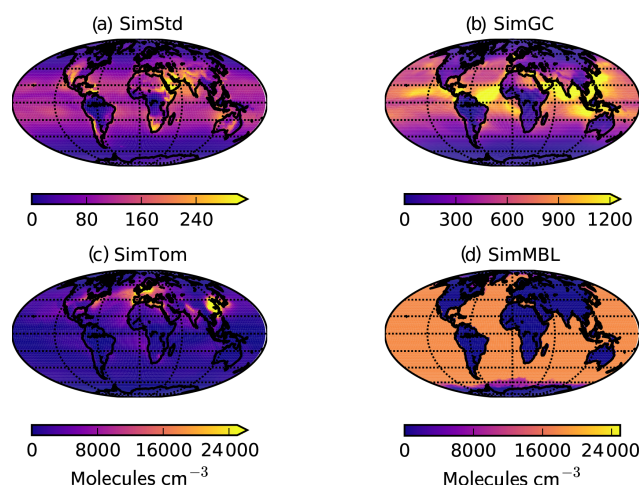 (a) SimStd
(b) SimGC
0 80 160 240
0 300 600 900 1200
(c) SimTom
(d) SimMBL
0 8000 16000 24000
0 8000 16000 24000
Molecules cm⁻³
Molecules cm⁻³